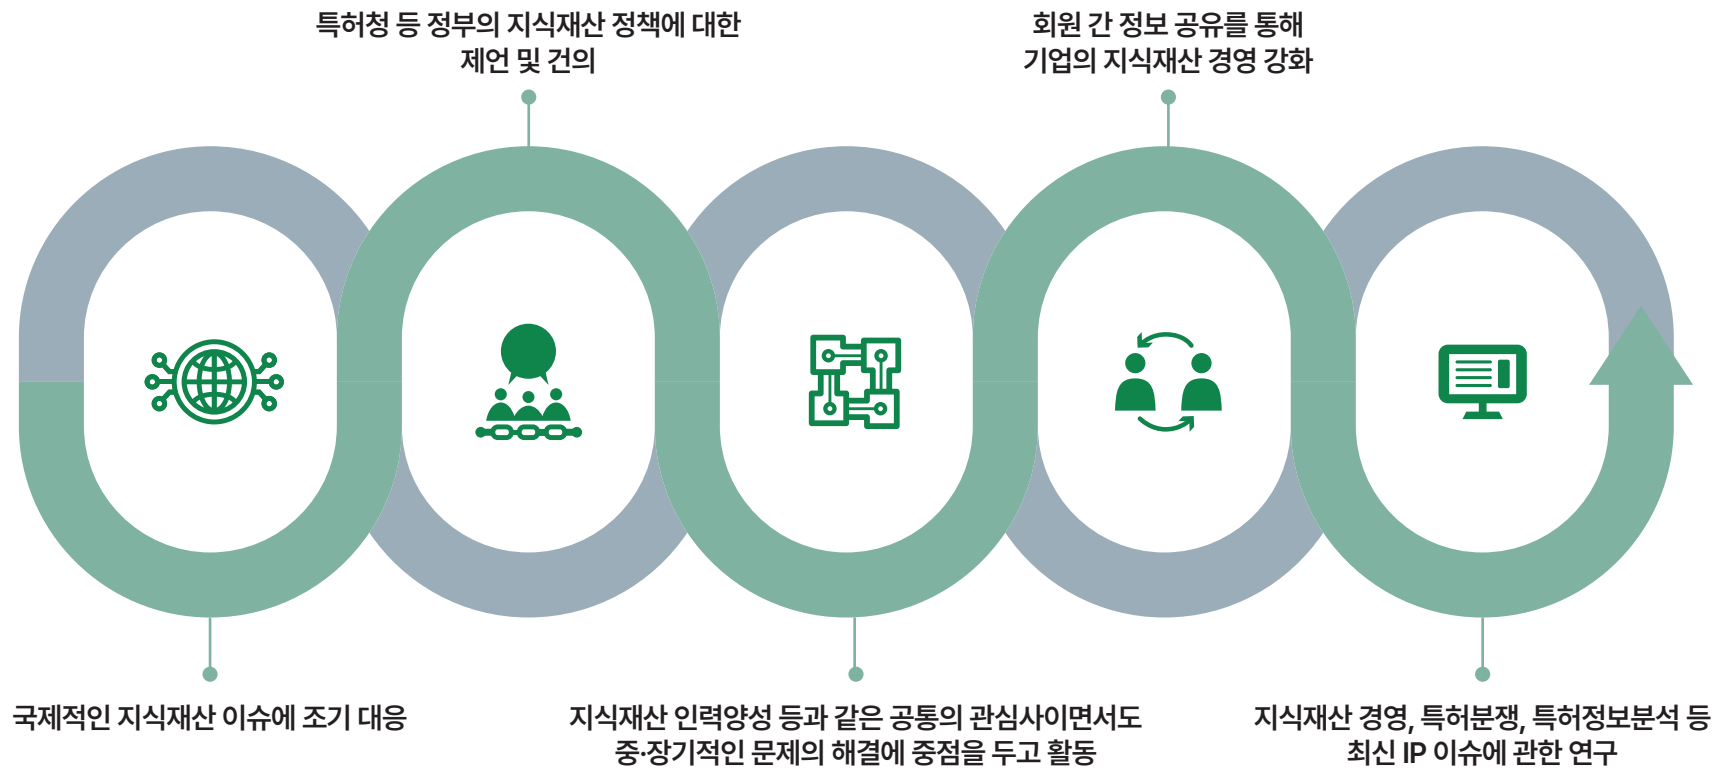 특허청 등 정부의 지식재산 정책에 대한
제언 및 건의
회원 간 정보 공유를 통해
기업의 지식재산 경영 강화
국제적인 지식재산 이슈에 조기 대응
지식재산 인력양성 등과 같은 공통의 관심사이면서도
중·장기적인 문제의 해결에 중점을 두고 활동
지식재산 경영, 특허분쟁, 특허정보분석 등
최신 IP 이슈에 관한 연구